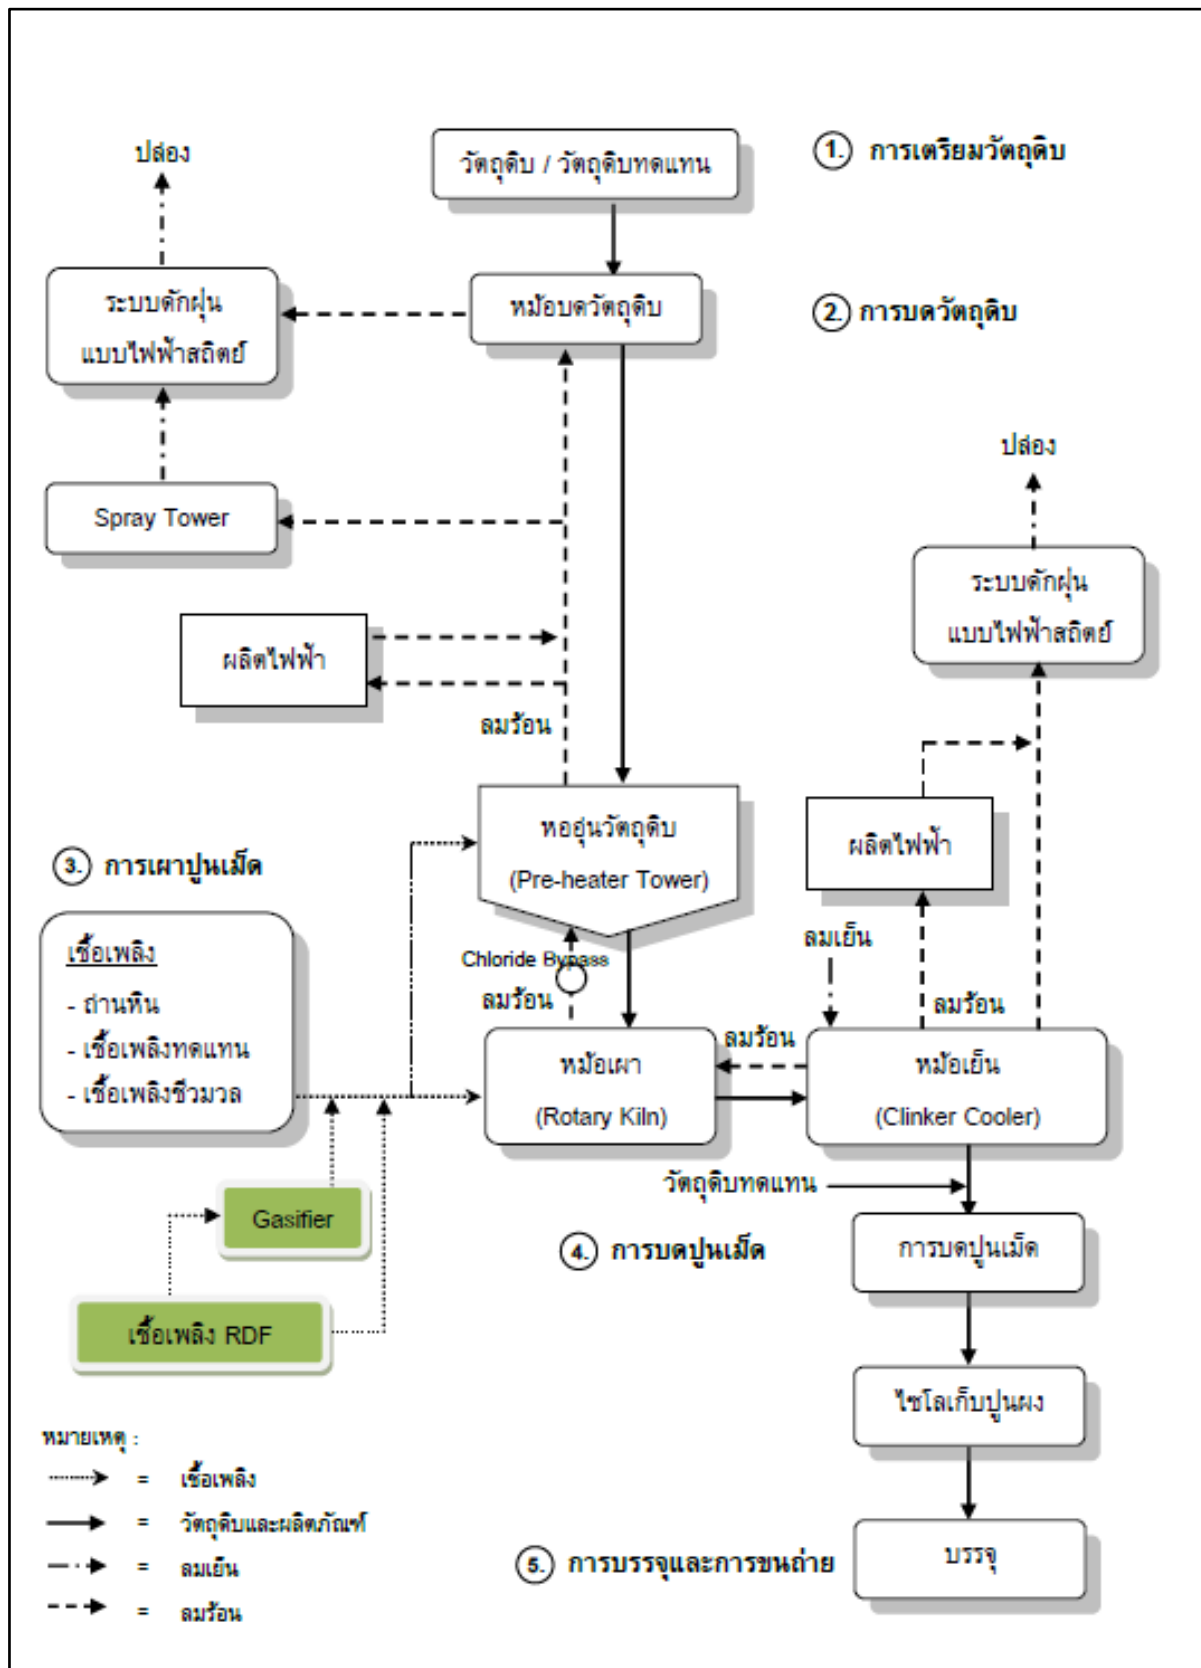 ปล่อง
วัตถุดิบ / วัตถุดิบทดแทน
1. การเตรียมวัตถุดิบ
ระบบดักฝุ่น
แบบไฟฟ้าสถิตย์
หม้อบดวัตถุดิบ
2. การบดวัตถุดิบ
Spray Tower
ปล่อง
ระบบดักฝุ่น
แบบไฟฟ้าสถิตย์
ผลิตไฟฟ้า
ลมร้อน
หออุ่นวัตถุดิบ
(Pre-heater Tower)
ผลิตไฟฟ้า
3. การเผาปูนเม็ด
เชื้อเพลิง
- ถ่านหิน
- เชื้อเพลิงทดแทน
- เชื้อเพลิงชีวมวล
Chloride Bypass
ลมร้อน
ลมเย็น
ลมร้อน
ลมร้อน
หม้อเผา
(Rotary Kiln)
หม้อเย็น
(Clinker Cooler)
วัตถุดิบทดแทน
Gasifier
4. การบดปูนเม็ด
การบดปูนเม็ด
เชื้อเพลิง RDF
ไซโลเก็บปูนผง
หมายเหตุ :
= เชื้อเพลิง
= วัตถุดิบและผลิตภัณฑ์
= ลมเย็น
= ลมร้อน
5. การบรรจุและการขนถ่าย
บรรจุ